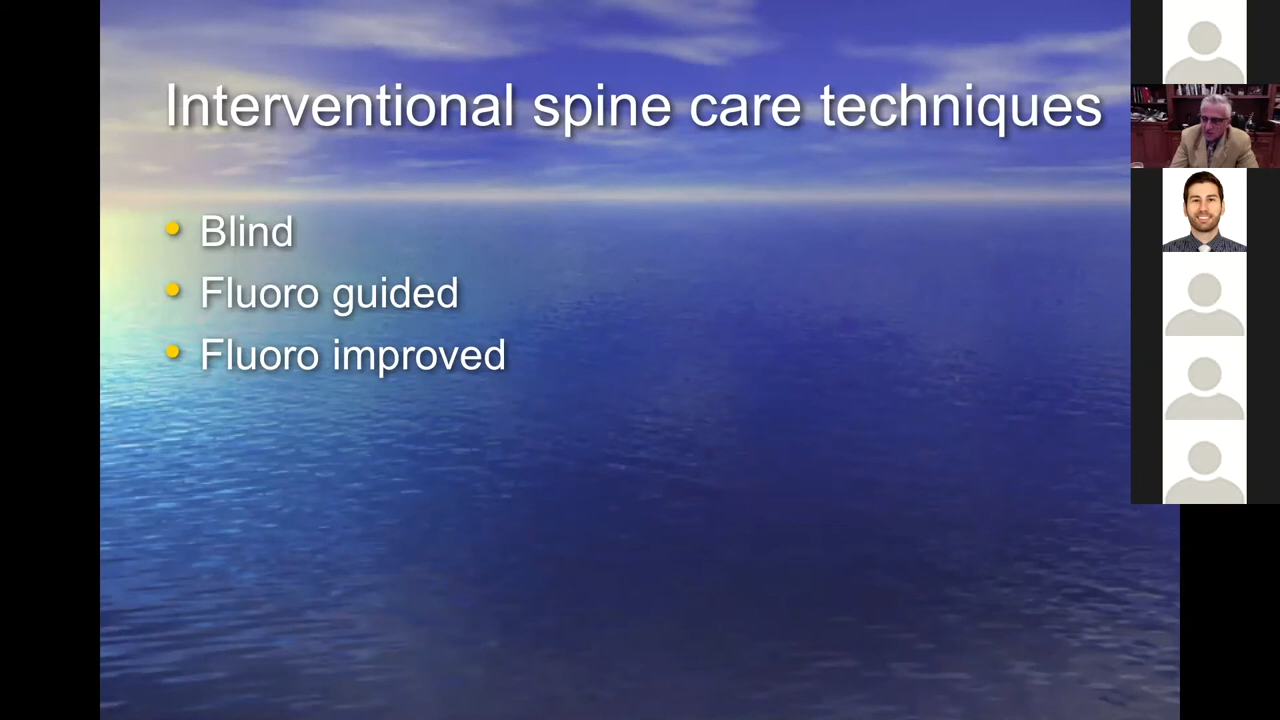 Interventional spine care techniques
Blind
Fluoro guided
Fluoro improved